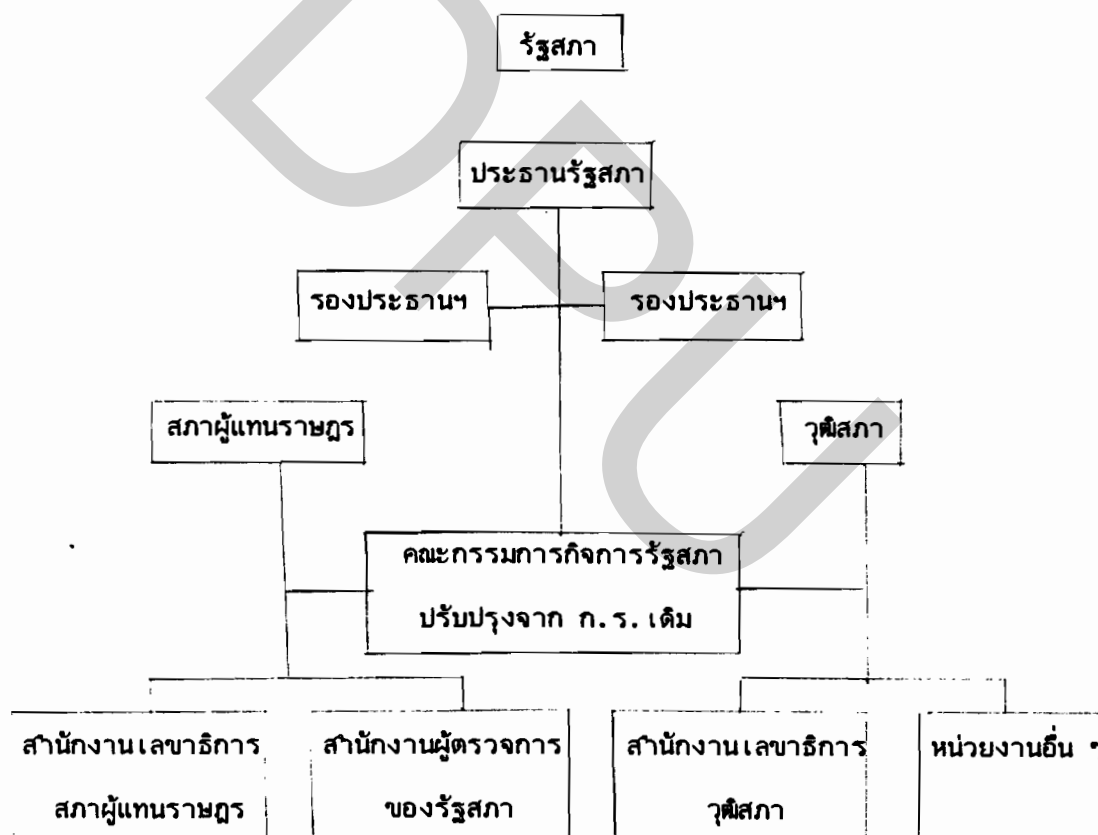 รัฐสภา
ประธานรัฐสภา
รองประธานฯ
รองประธานฯ
สภาผู้แทนราษฎร
วุฒิสภา
คณะกรรมการกิจการรัฐสภา
ปรับปรุงจาก ก.ร.เดิม
สำนักงานเลขาธิการ
สภาผู้แทนราษฎร
สำนักงานผู้ตรวจการ
ของรัฐสภา
สำนักงานเลขาธิการ
วุฒิสภา
หน่วยงานอื่น ๆ
DPU